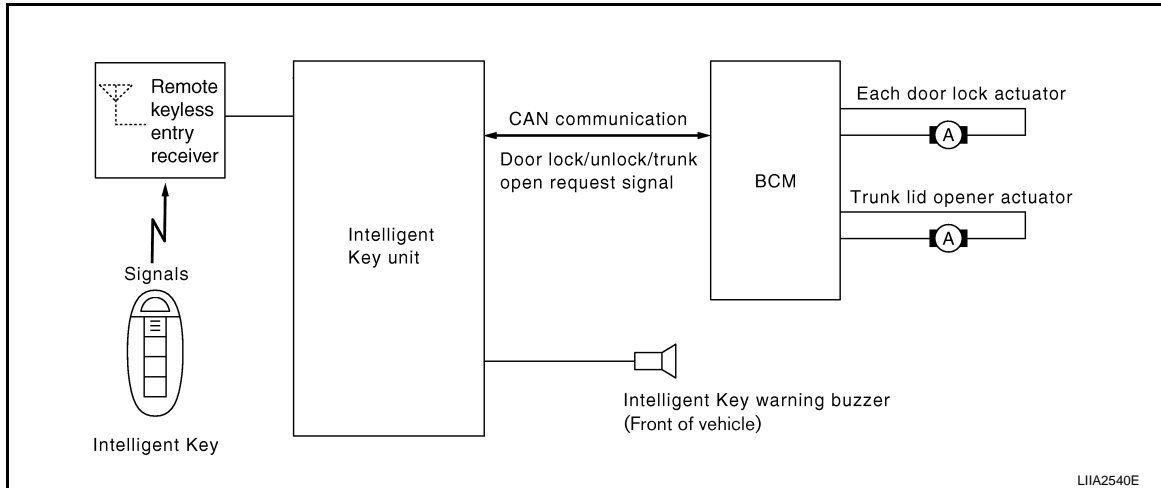 Remote
keyless
entry
receiver
Signals
Intelligent Key
Intelligent
Key unit
CAN communication
Door lock/unlock/trunk
open request signal
Intelligent Key warning buzzer
(Front of vehicle)
BCM
Each door lock actuator
A
Trunk lid opener actuator
A
LIIA2540E